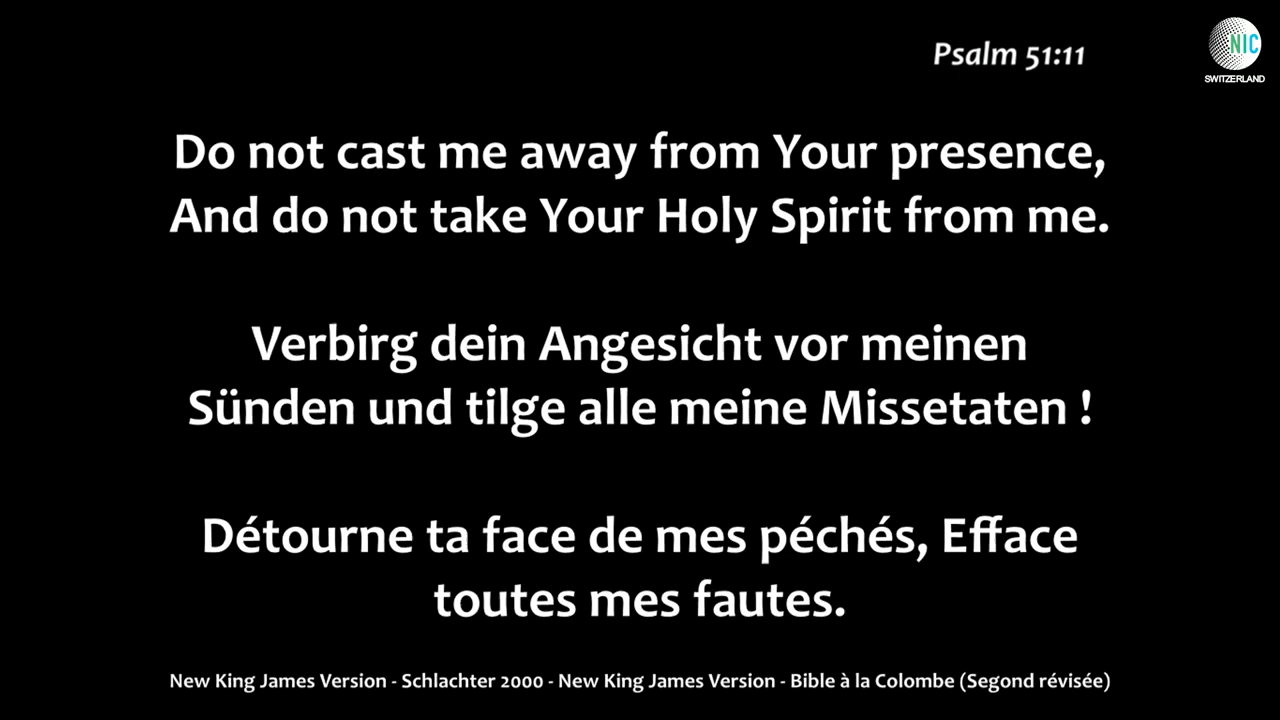 Psalm 51:11
NIC
SWITZERLAND
Do not cast me away from Your presence,
And do not take Your Holy Spirit from me.
Verbirg dein Angesicht vor meinen
Sünden und tilge alle meine Missetaten !
Détourne ta face de mes péchés, Efface
toutes mes fautes.
New King James Version - Schlachter 2000 - New King James Version - Bible à la Colombe (Segond révisée)